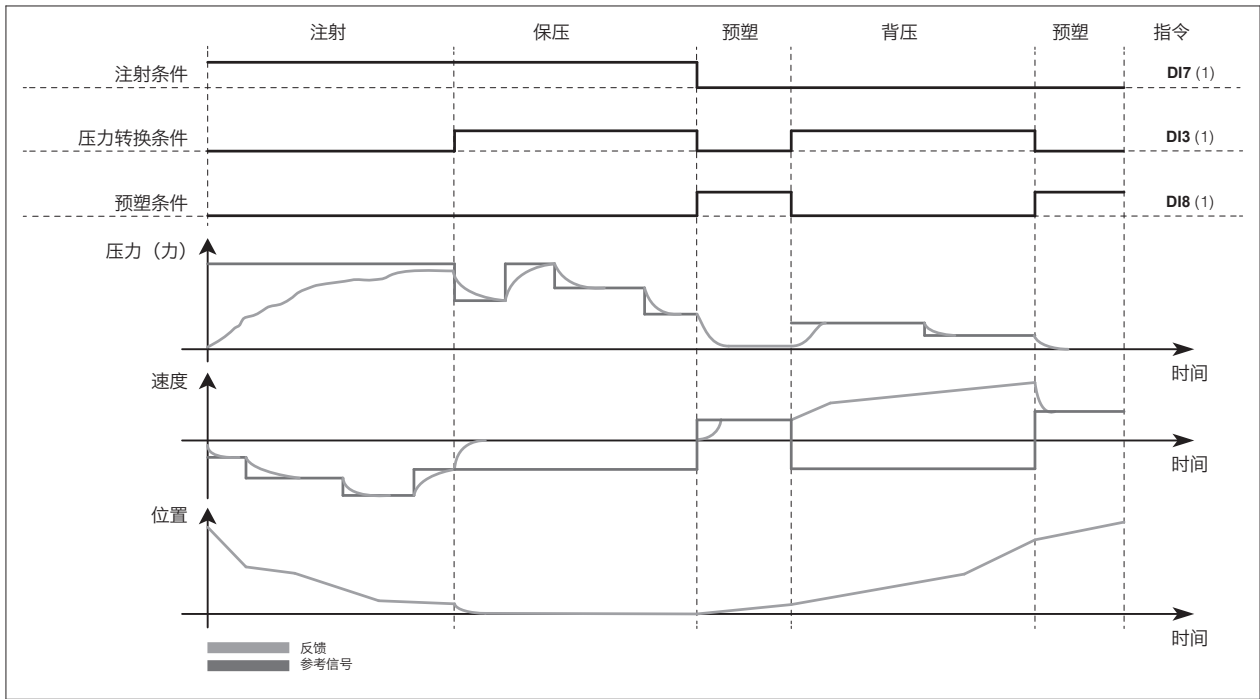 注射 保压 预塑 背压 预塑 指令
注射条件 DI7 (1)
压力转换条件 DI3 (1)
预塑条件 DI8 (1)
压力（力）
时间
速度
时间
位置
时间
反馈
参考信号